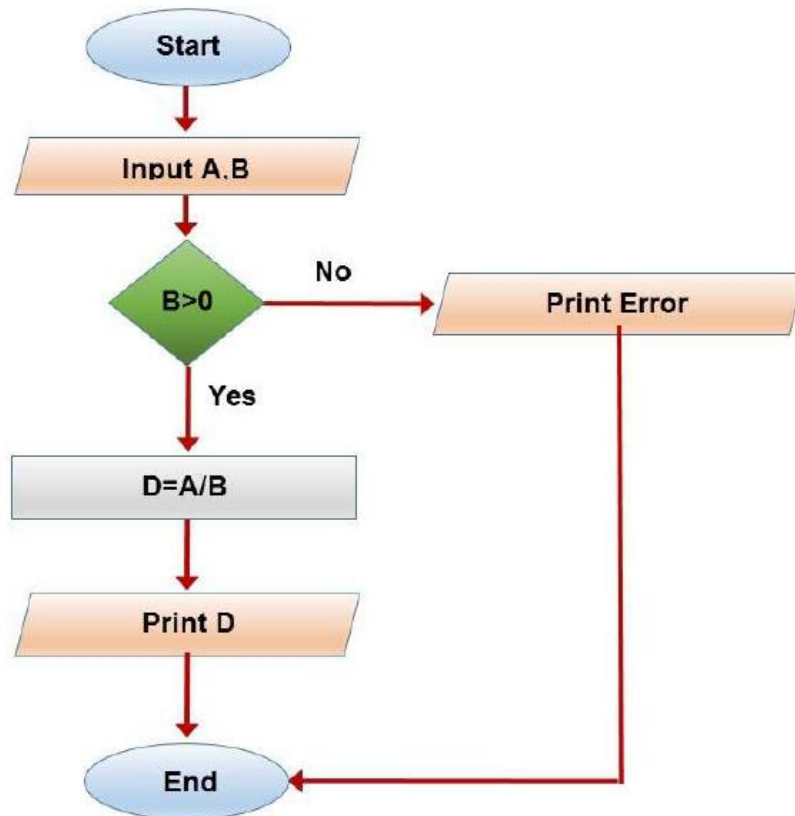 Start
Input A,B
B>0
No
Print Error
Yes
D=A/B
Print D
End